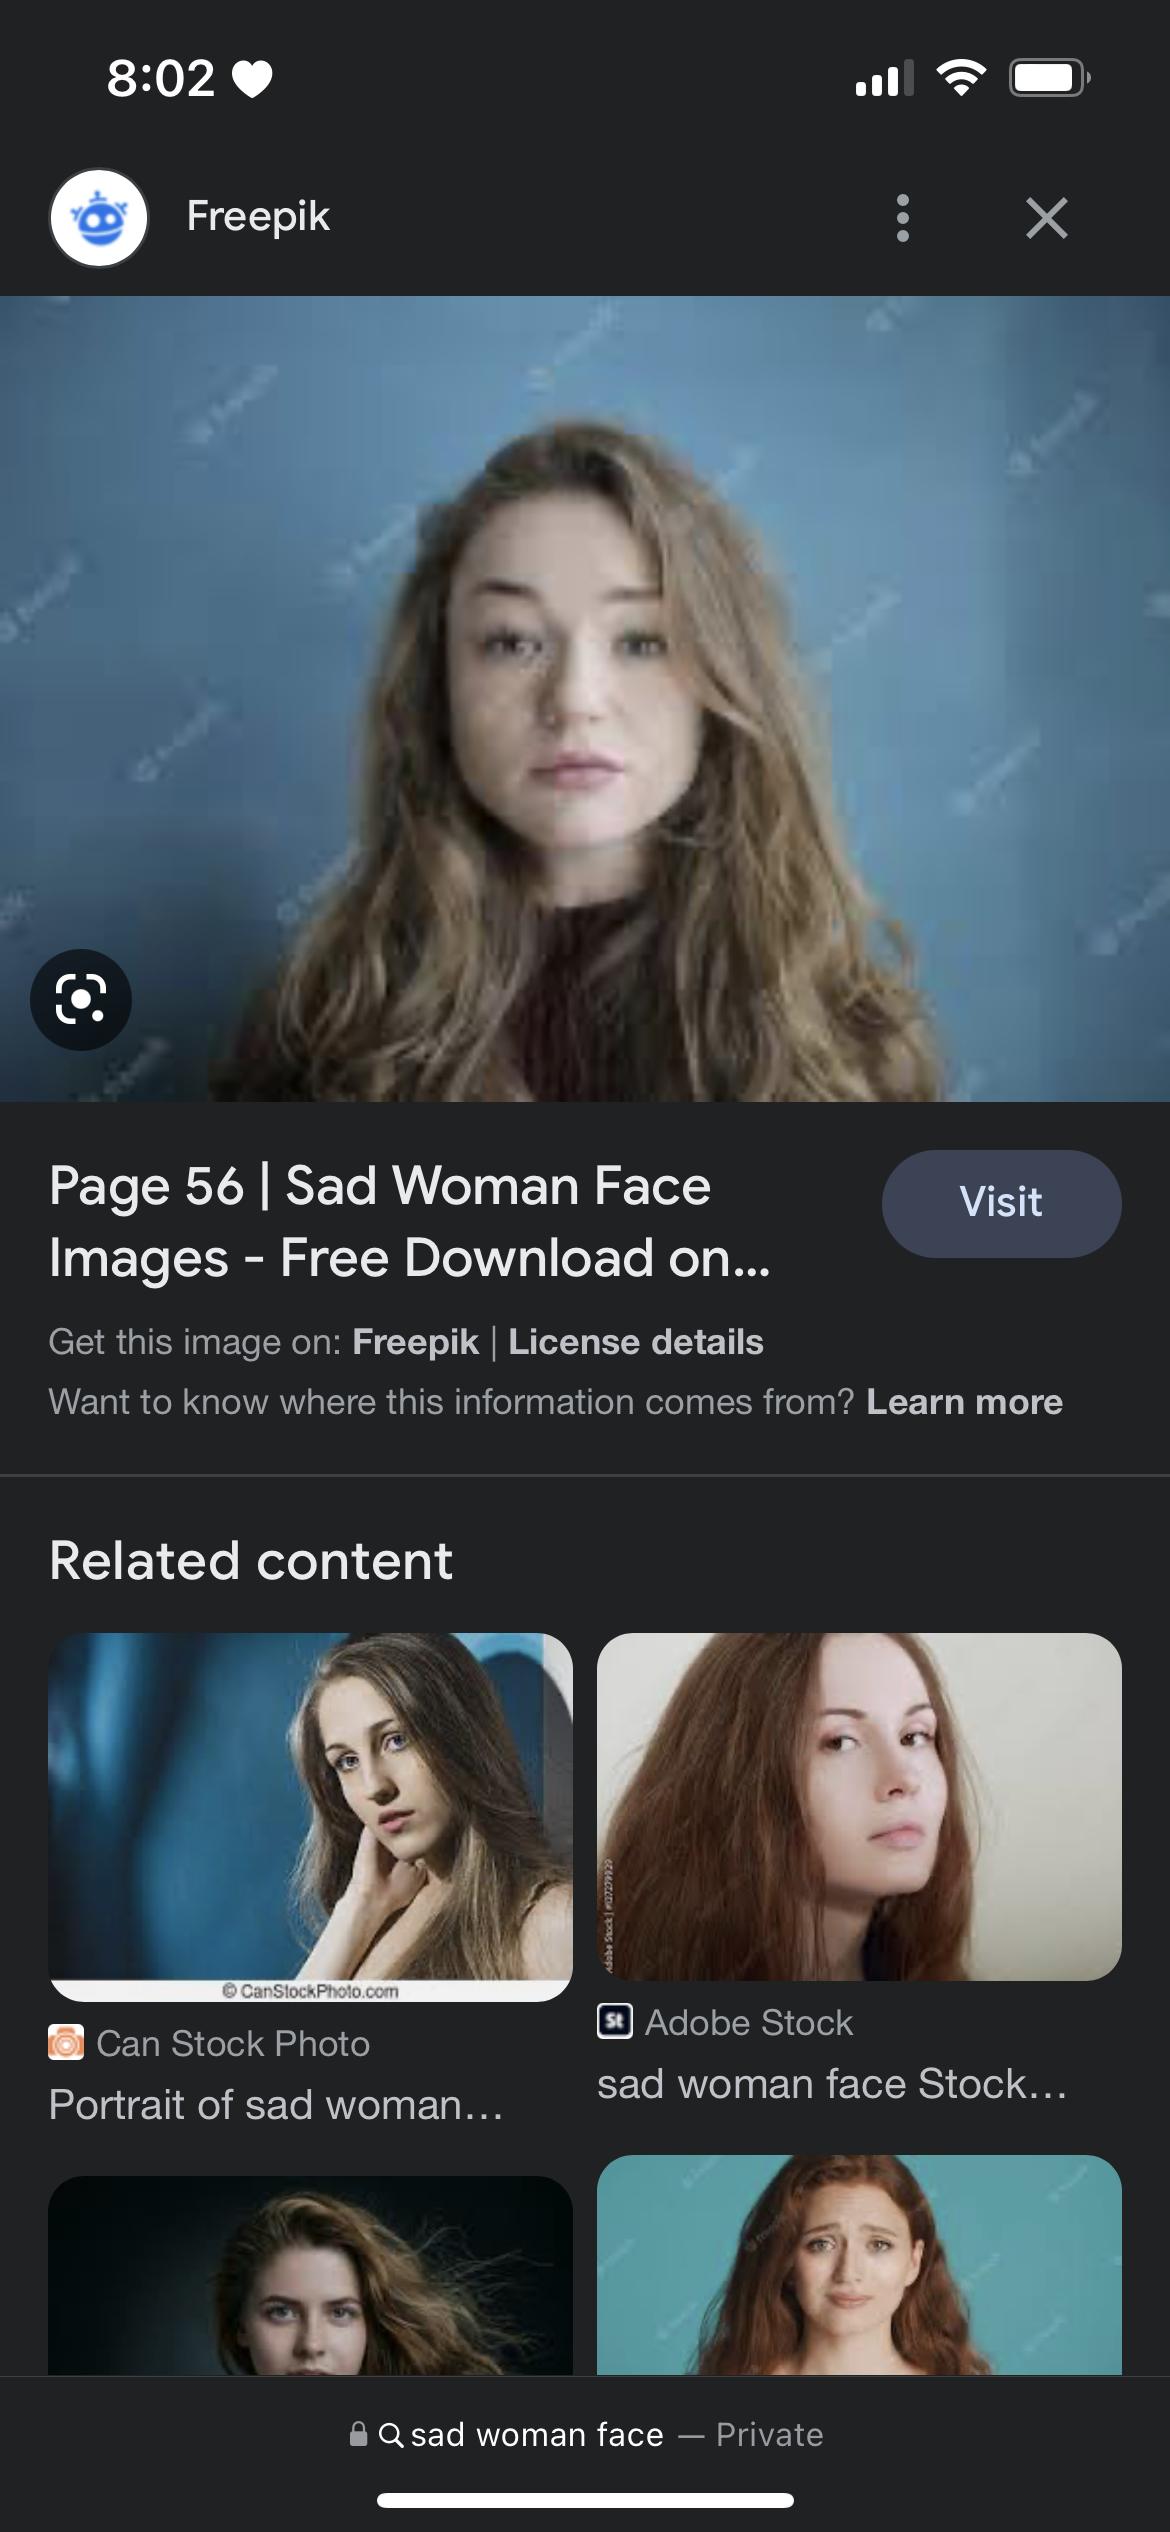 8:02
Freepik
Page 56 | Sad Woman Face
Images - Free Download on...
Visit
Get this image on: Freepik | License details
Want to know where this information comes from? Learn more
Related content
© CanStockPhoto.com
Can Stock Photo
Portrait of sad woman...
St
Adobe Stock
sad woman face Stock...
sad woman face — Private